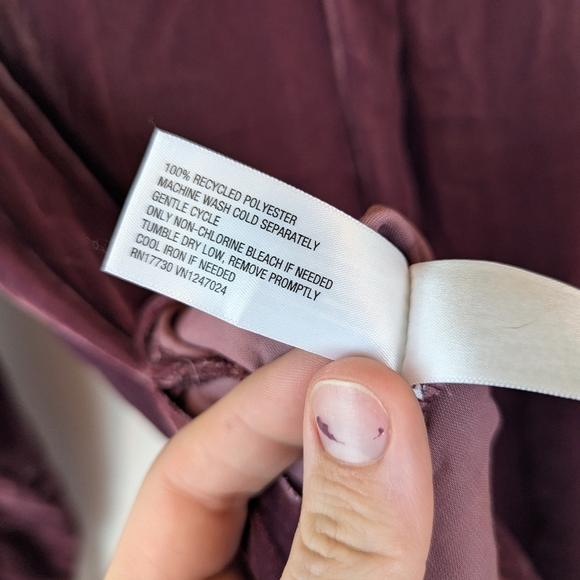 100% RECYCLED POLYESTER
MACHINE WASH COLD SEPARATELY
GENTLE CYCLE
ONLY NON-CHLORINE BLEACH IF NEEDED
TUMBLE DRY LOW, REMOVE PROMPTLY
COOL IRON IF NEEDED
RN17730 VN1247024